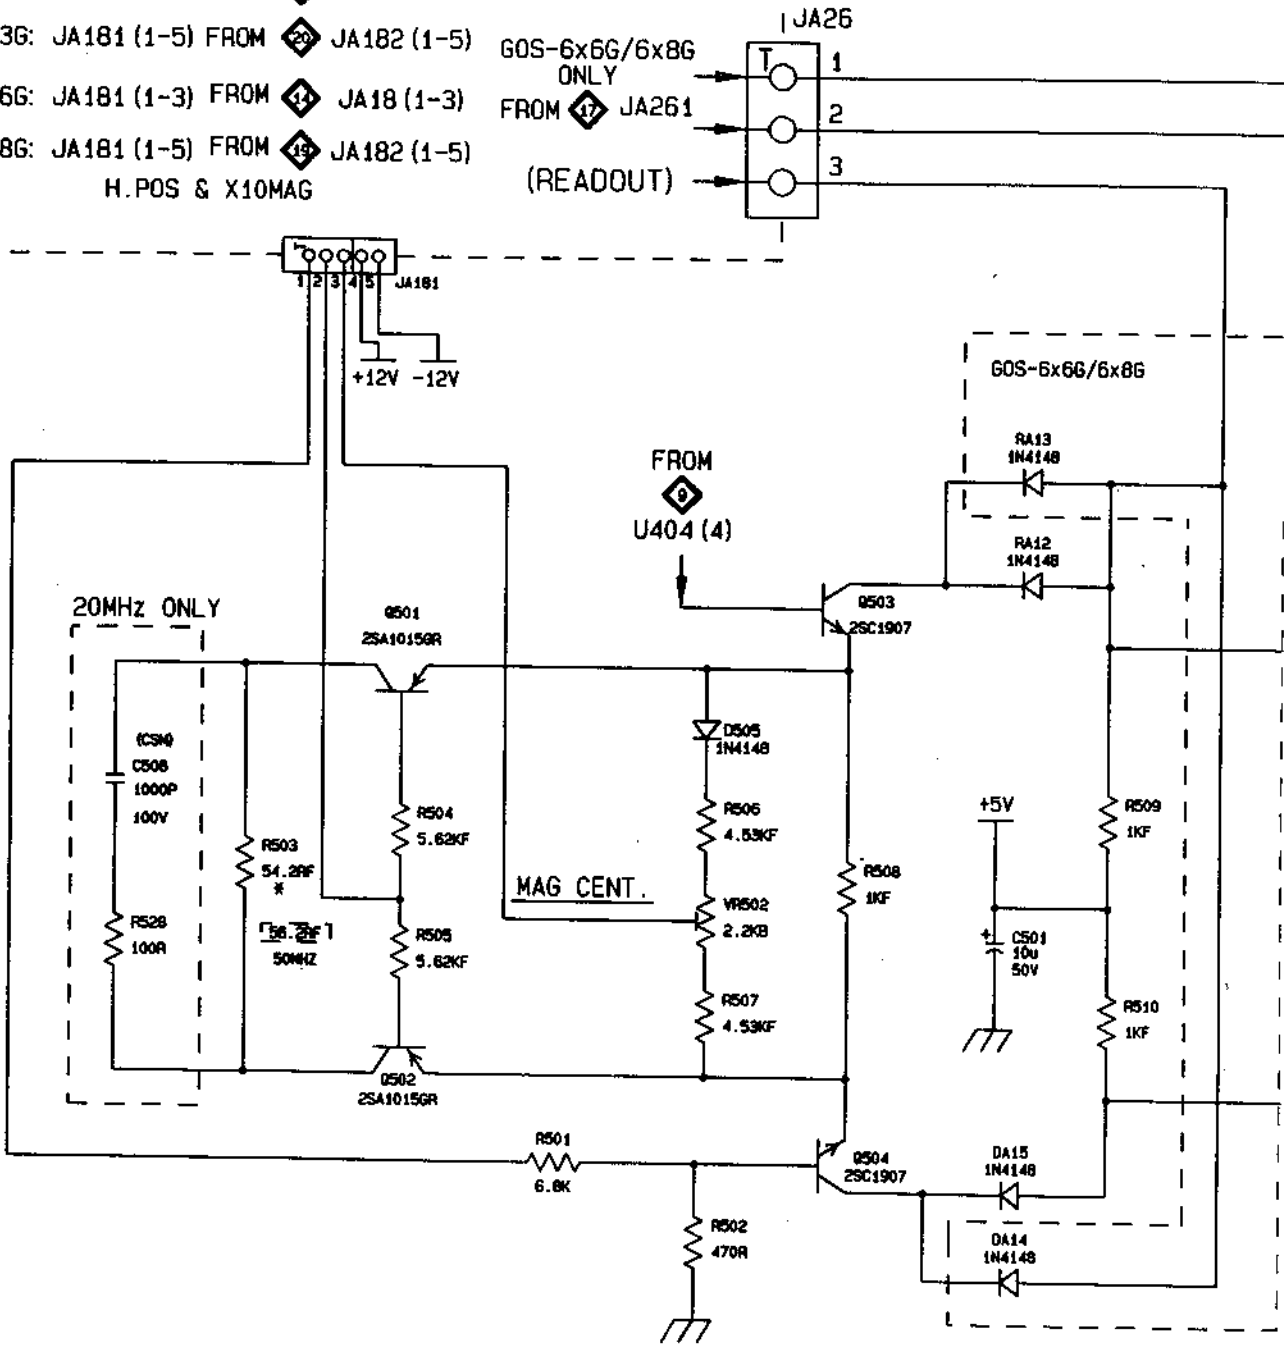 JA26
3G: JA181 (1-5) FROM 20 JA182 (1-5)
GOS-6x6G/6x8G
ONLY
6G: JA181 (1-3) FROM 14 JA18 (1-3)
FROM 17 JA261
8G: JA181 (1-5) FROM 19 JA182 (1-5)
H.POS & X10MAG
(READOUT)
T
1
2
3
T
1 2 3 4 5
JA181
+12V -12V
GOS-6x6G/6x8G
RA13
1N4148
FROM
9
U404 (4)
RA12
1N4148
20MHz ONLY
Q501
2SA1015GR
Q503
2SC1907
D505
1N4148
(CSM)
C508
1000P
100V
R504
5.62KF
R506
4.53KF
+5V
R509
1KF
R503
54.2RF
*
56.2RF
50MHZ
MAG CENT.
R508
1KF
VR502
2.2KB
R528
100R
R505
5.62KF
+
C501
10u
50V
R507
4.53KF
R510
1KF
Q502
2SA1015GR
R501
6.8K
Q504
2SC1907
DA15
1N4148
R502
470R
DA14
1N4148